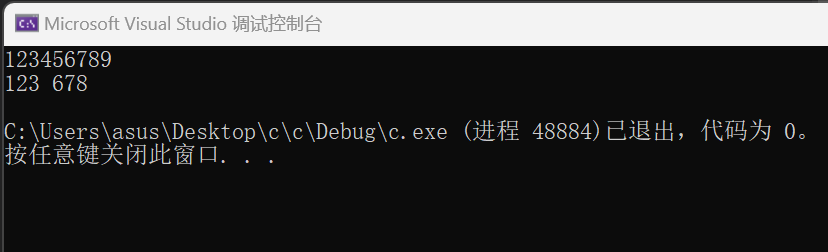 C:\ Microsoft Visual Studio 调试控制台
123456789
123 678
C:\Users\asus\Desktop\c\c\Debug\c.exe (进程 48884)已退出，代码为 0。
按任意键关闭此窗口. . .